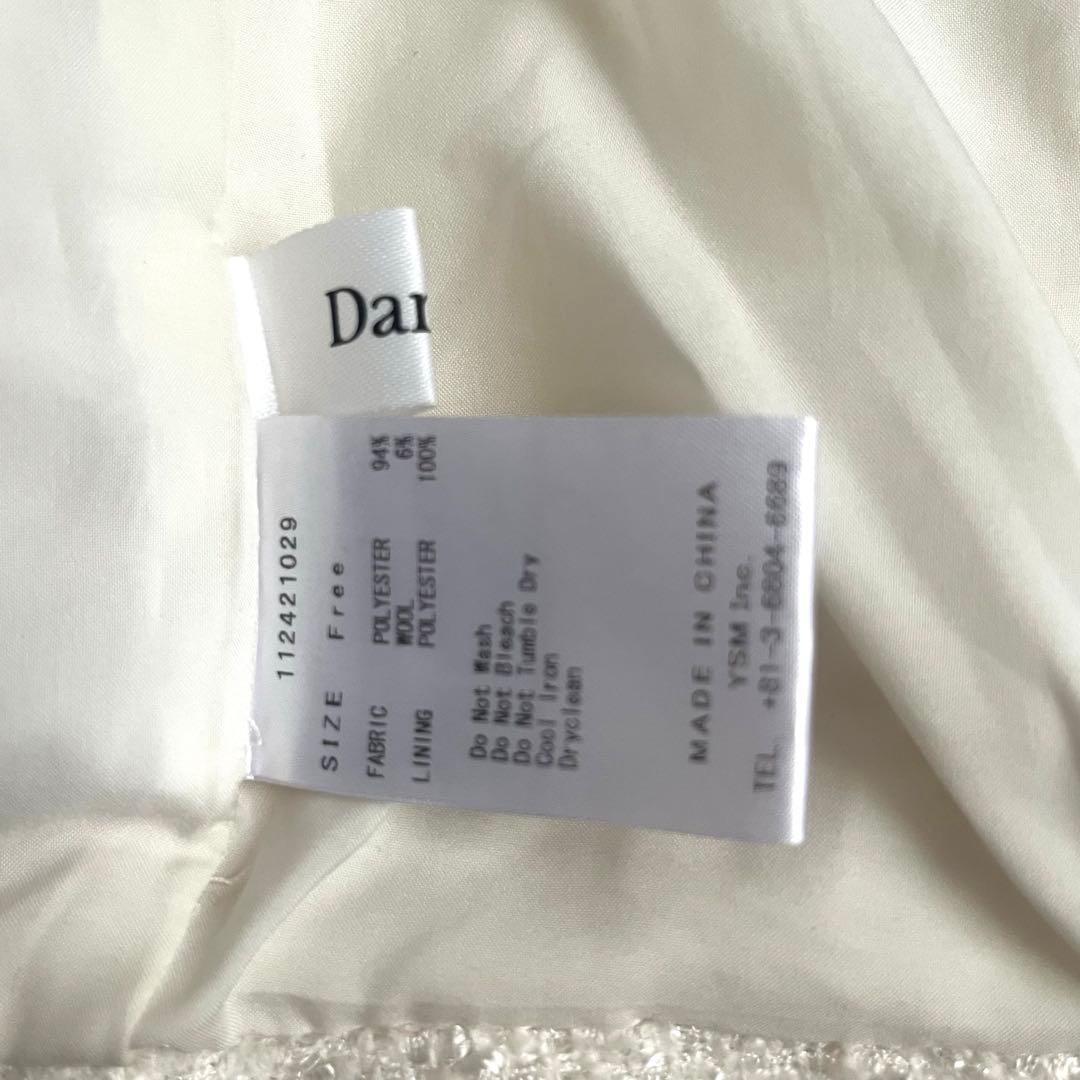 Dar
112421029
SIZE Free
FABRIC POLYESTER 94%
WOOL 6%
LINING POLYESTER 100%
Do Not Wash
Do Not Bleach
Do Not Tumble Dry
Cool Iron
Dryclean
MADE IN CHINA
YSM Inc.
TEL +81-3-6804-6689